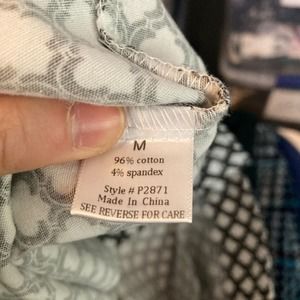 M
96% cotton
4% spandex
Style # P2871
Made In China
SEE REVERSE FOR CARE